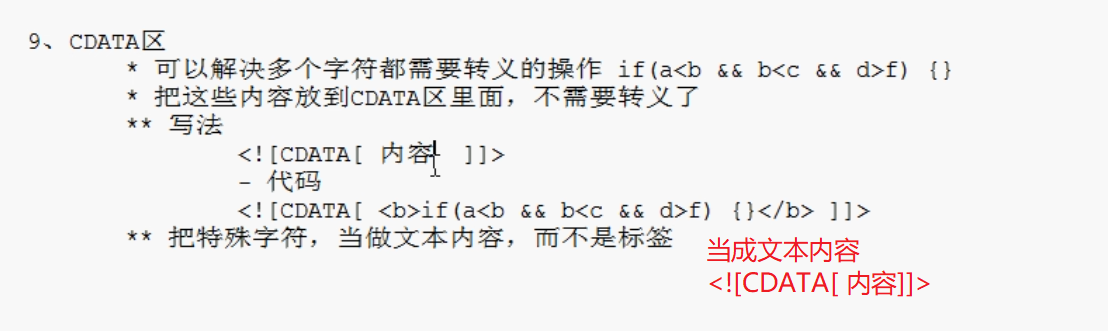 9、CDATA区
* 可以解决多个字符都需要转义的操作 if(a<b && b<c && d>f) {}
* 把这些内容放到CDATA区里面，不需要转义了
** 写法
<![CDATA[ 内容 ]]>
- 代码
<![CDATA[ <b>if(a<b && b<c && d>f) {}</b> ]]>
** 把特殊字符，当做文本内容，而不是标签
当成文本内容
<![CDATA[ 内容]]>